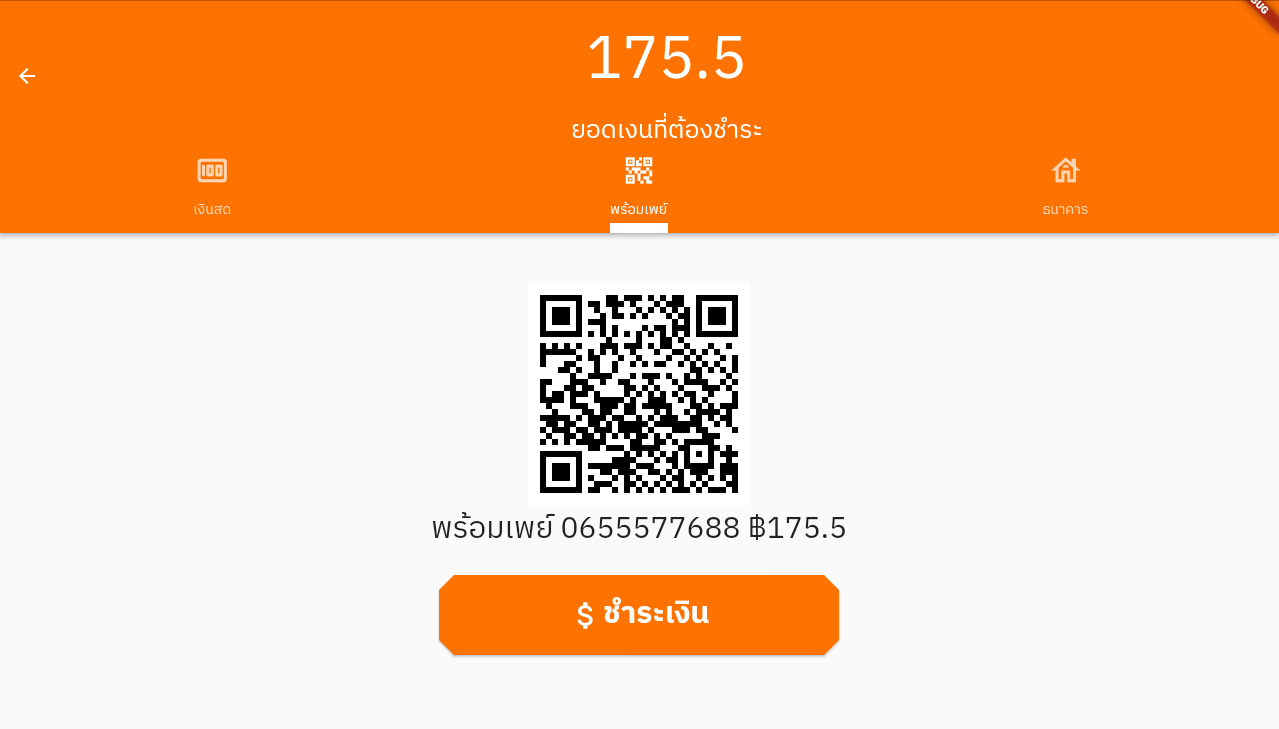 175.5
ยอดเงนที่ต้องชำระ
100
เงินสด
พร้อมเพย์
ธนาคาร
พร้อมเพย์ 0655577688 ฿175.5
$ ชำระเงิน